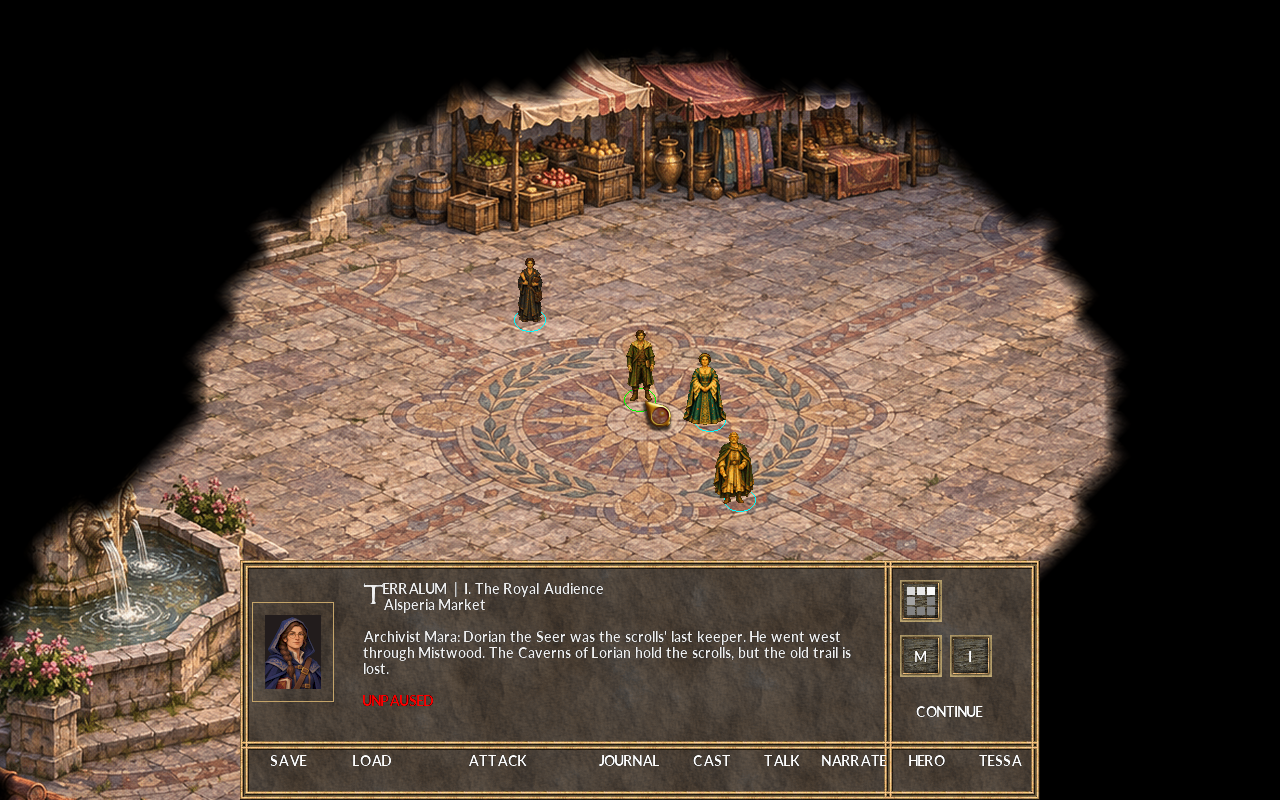 TERRALUM | I. The Royal Audience
Alsperia Market
Archivist Mara: Dorian the Seer was the scrolls' last keeper. He went west
through Mistwood. The Caverns of Lorian hold the scrolls, but the old trail is
lost.
UNPAUSED
M I
CONTINUE
SAVE LOAD ATTACK JOURNAL CAST TALK NARRATE HERO TESSA